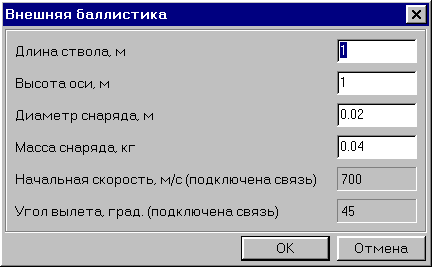 Внешняя баллистика
Длина ствола, м 1
Высота оси, м 1
Диаметр снаряда, м 0.02
Масса снаряда, кг 0.04
Начальная скорость, м/с (подключена связь) 700
Угол вылета, град. (подключена связь) 45
OK Отмена